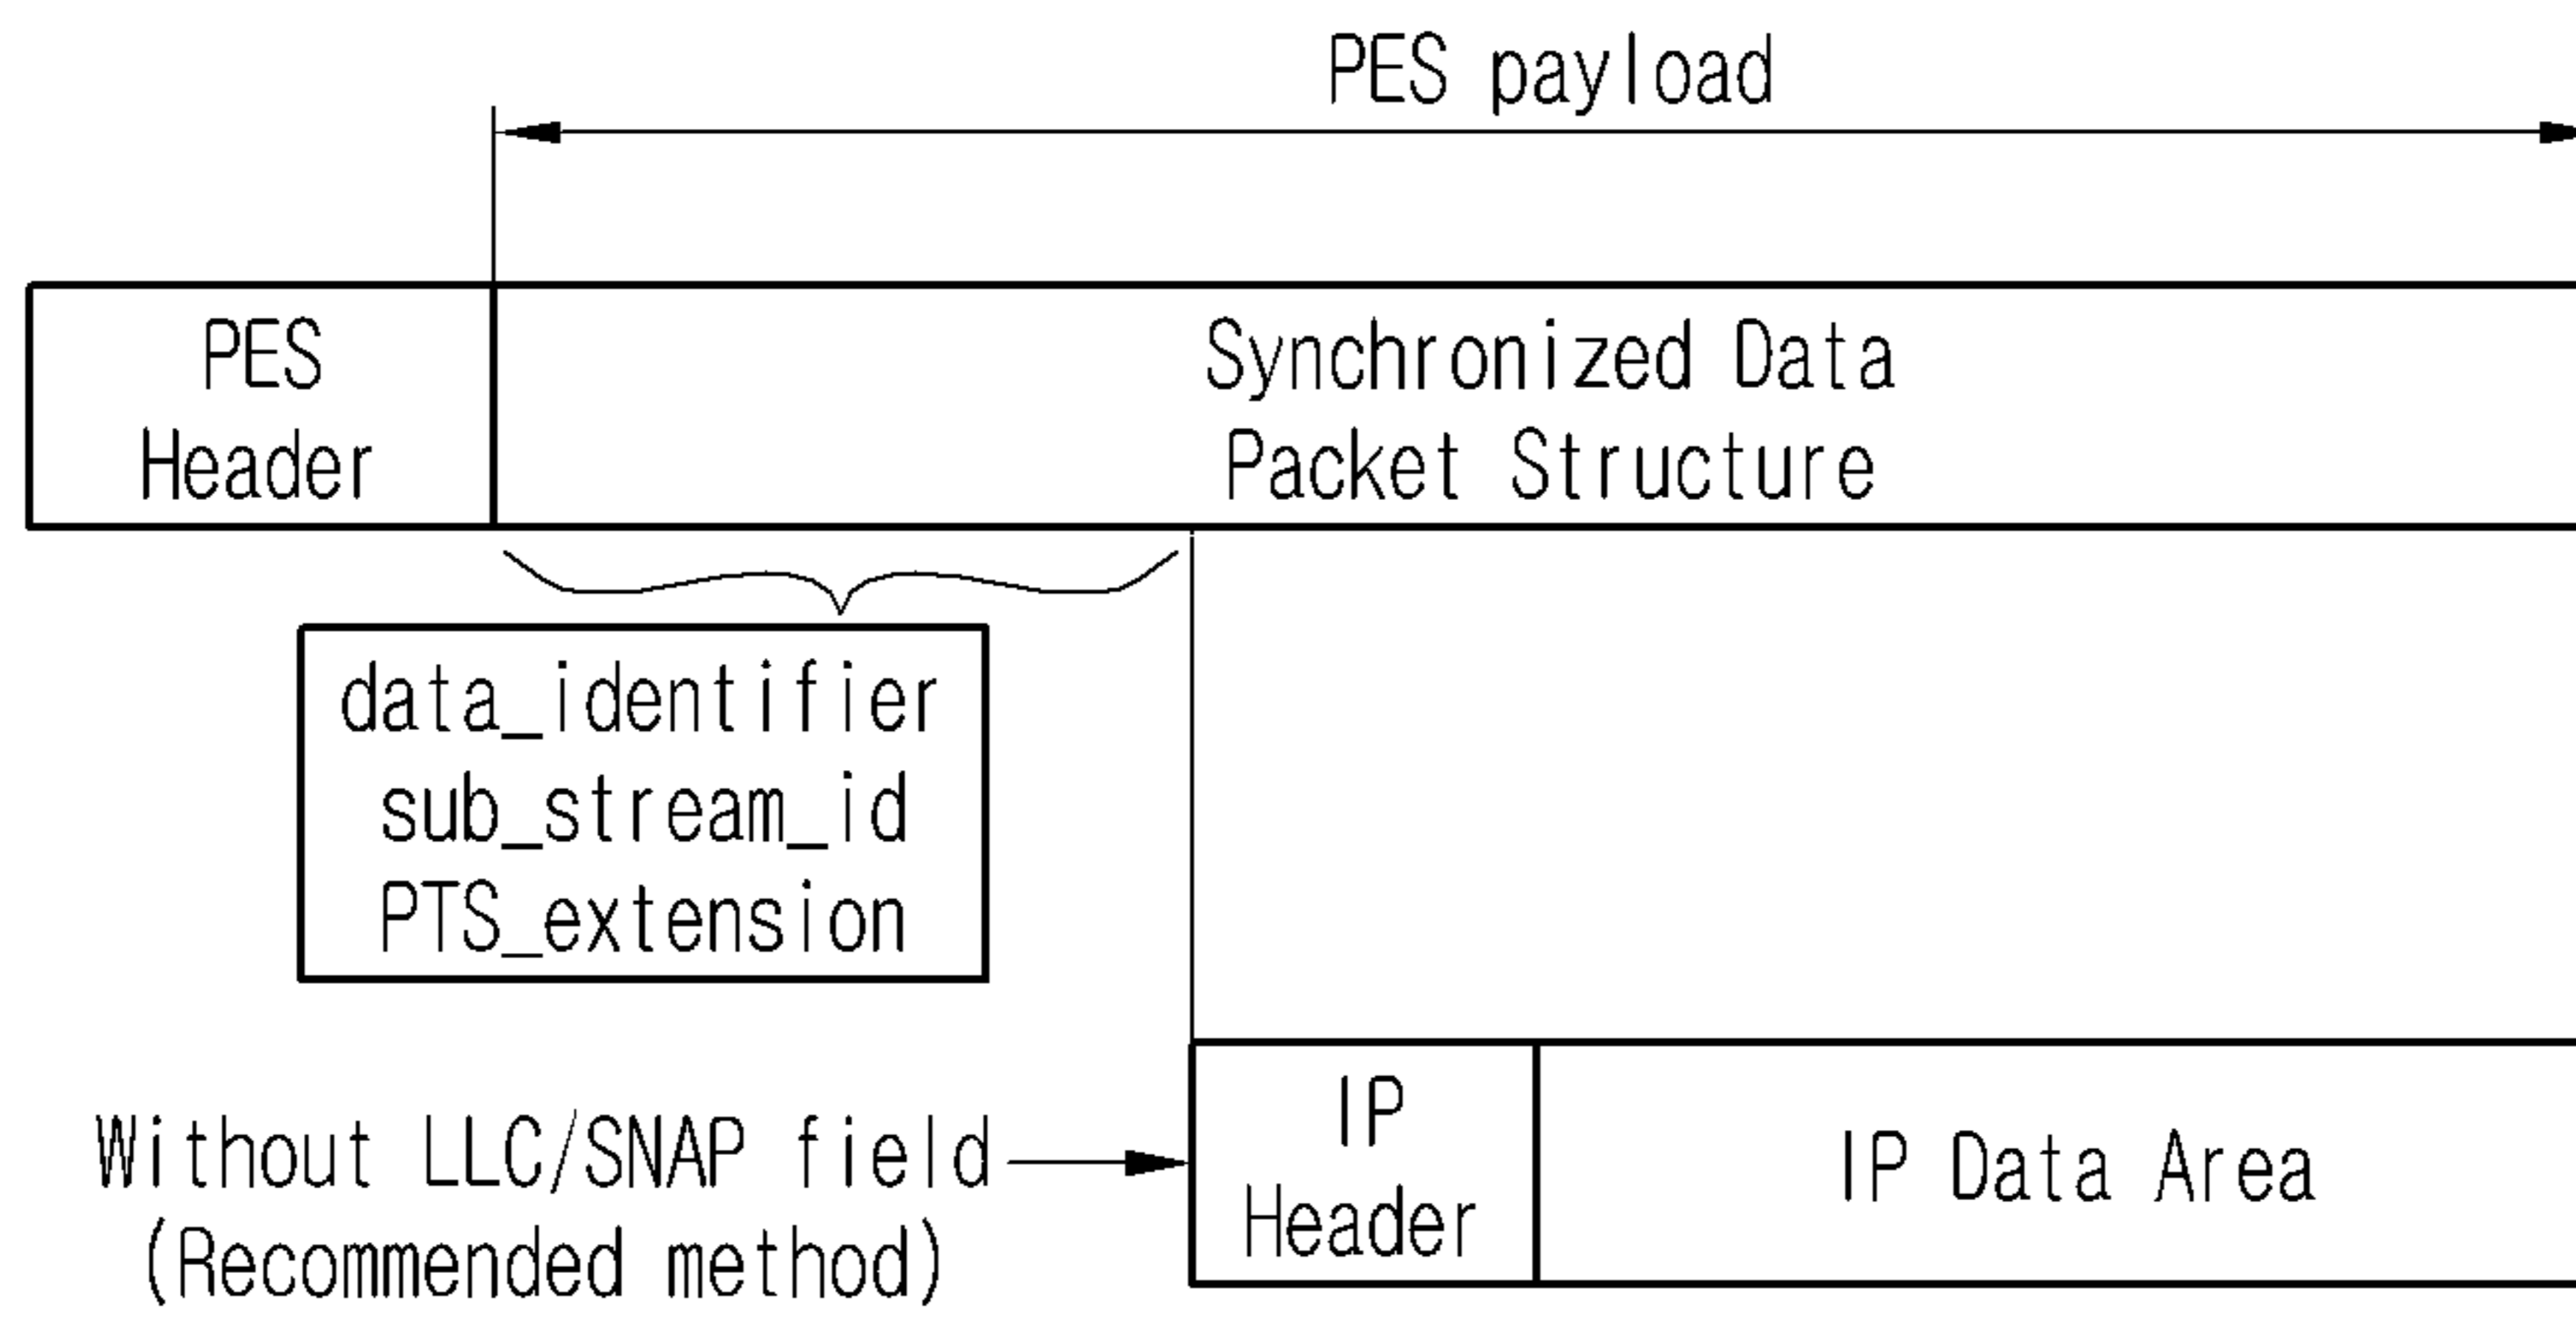 PES payload
PES
Header
Synchronized Data
Packet Structure
data_identifier
sub_stream_id
PTS_extension
Without LLC/SNAP field
(Recommended method)
IP
Header
IP Data Area